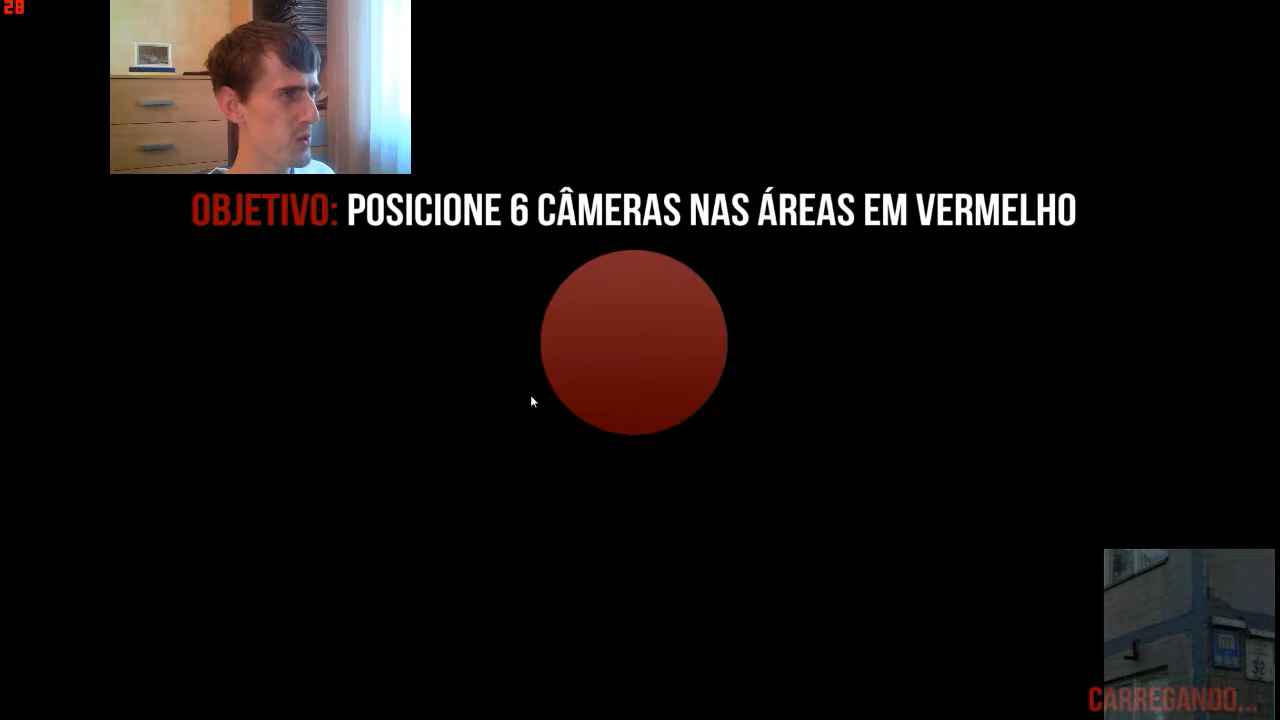 28
OBJETIVO: POSICIONE 6 CÂMERAS NAS ÁREAS EM VERMELHO
CARREGANDO...